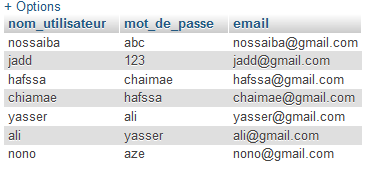 + Options
nom_utilisateur mot_de_passe email
nossaiba abc nossaiba@gmail.com
jadd 123 jadd@gmail.com
hafssa chaimae hafssa@gmail.com
chiamae hafssa chaimae@gmail.com
yasser ali yasser@gmail.com
ali yasser ali@gmail.com
nono aze nono@gmail.com